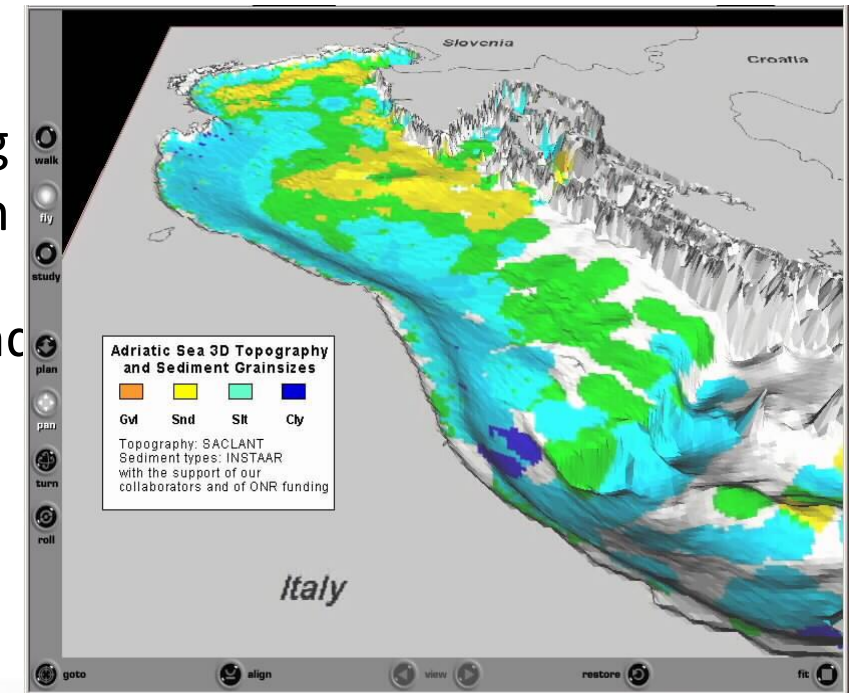 Slovenia
Croatia
g
walk
n
fly
study
plan
pan
turn
roll
Adriatic Sea 3D Topography
and Sediment Grainsizes
Gvl Snd Slt Cly
Topography: SACLANT
Sediment types: INSTAAR
with the support of our
collaborators and of ONR funding
Italy
goto align view restore fit